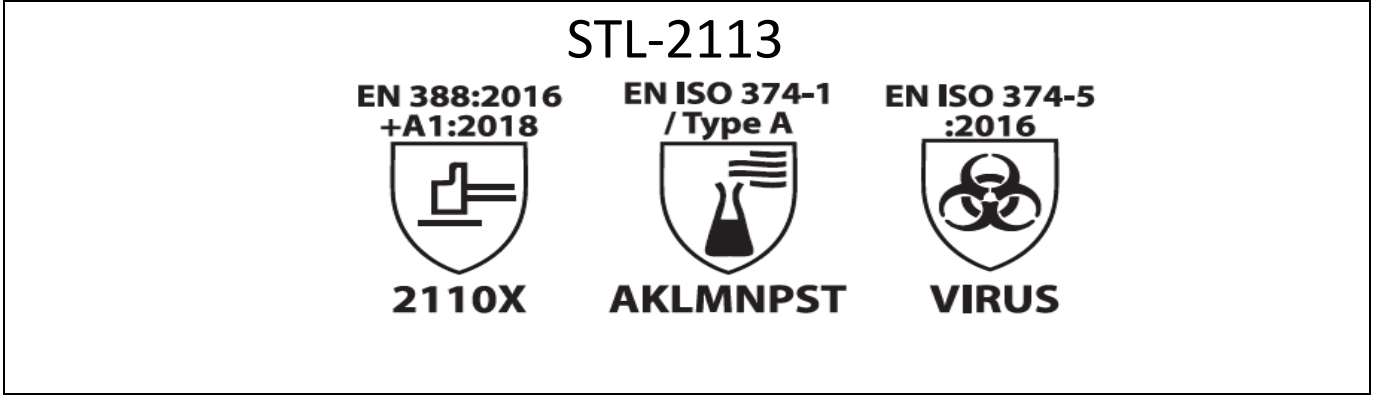 STL-2113
EN 388:2016
+A1:2018
2110X
EN ISO 374-1
/ Type A
AKLMNPST
EN ISO 374-5
:2016
VIRUS